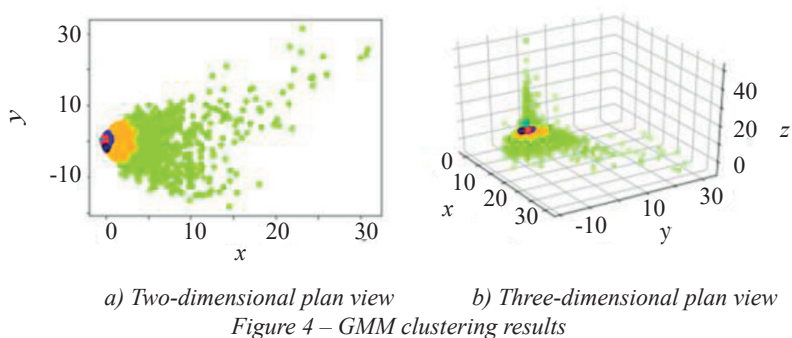 30
10
-10
y
0 10 20 30
x
40
20
0
z
0
10
20
30
x
-10
10
30
y
a) Two-dimensional plan view b) Three-dimensional plan view
Figure 4 – GMM clustering results